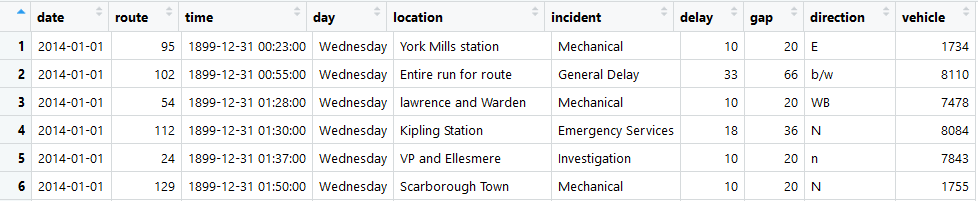 date route time day location incident delay gap direction vehicle
1 2014-01-01 95 1899-12-31 00:23:00 Wednesday York Mills station Mechanical 10 20 E 1734
2 2014-01-01 102 1899-12-31 00:55:00 Wednesday Entire run for route General Delay 33 66 b/w 8110
3 2014-01-01 54 1899-12-31 01:28:00 Wednesday lawrence and Warden Mechanical 10 20 WB 7478
4 2014-01-01 112 1899-12-31 01:30:00 Wednesday Kipling Station Emergency Services 18 36 N 8084
5 2014-01-01 24 1899-12-31 01:37:00 Wednesday VP and Ellesmere Investigation 10 20 n 7843
6 2014-01-01 129 1899-12-31 01:50:00 Wednesday Scarborough Town Mechanical 10 20 N 1755